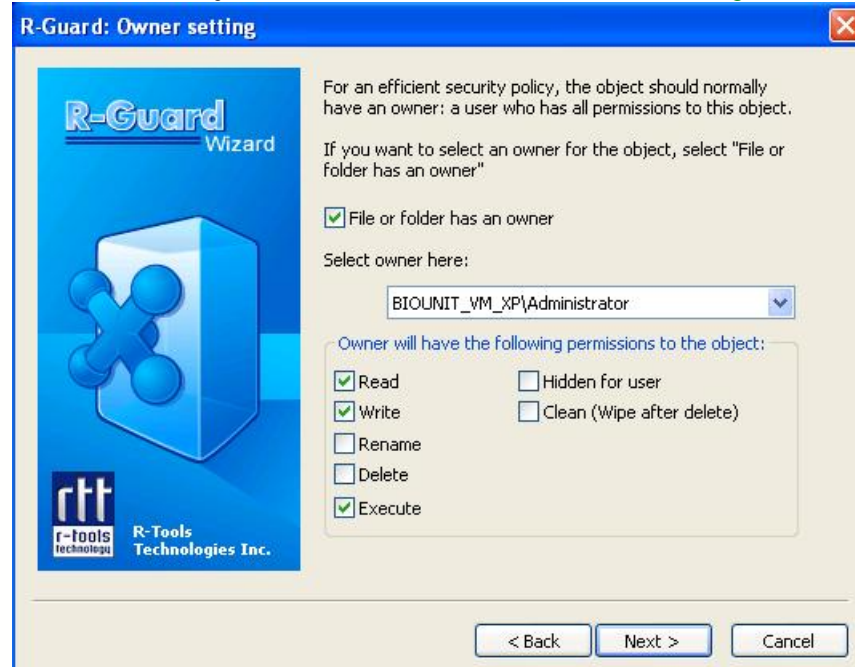 R-Guard: Owner setting
R-Guard
Wizard
For an efficient security policy, the object should normally
have an owner: a user who has all permissions to this object.
If you want to select an owner for the object, select "File or
folder has an owner"
File or folder has an owner
Select owner here:
BIOUNIT_VM_XP\Administrator
Owner will have the following permissions to the object:
Read
Hidden for user
Write
Clean (Wipe after delete)
Rename
Delete
Execute
rtt
r-tools
technology
R-Tools
Technologies Inc.
< Back
Next >
Cancel